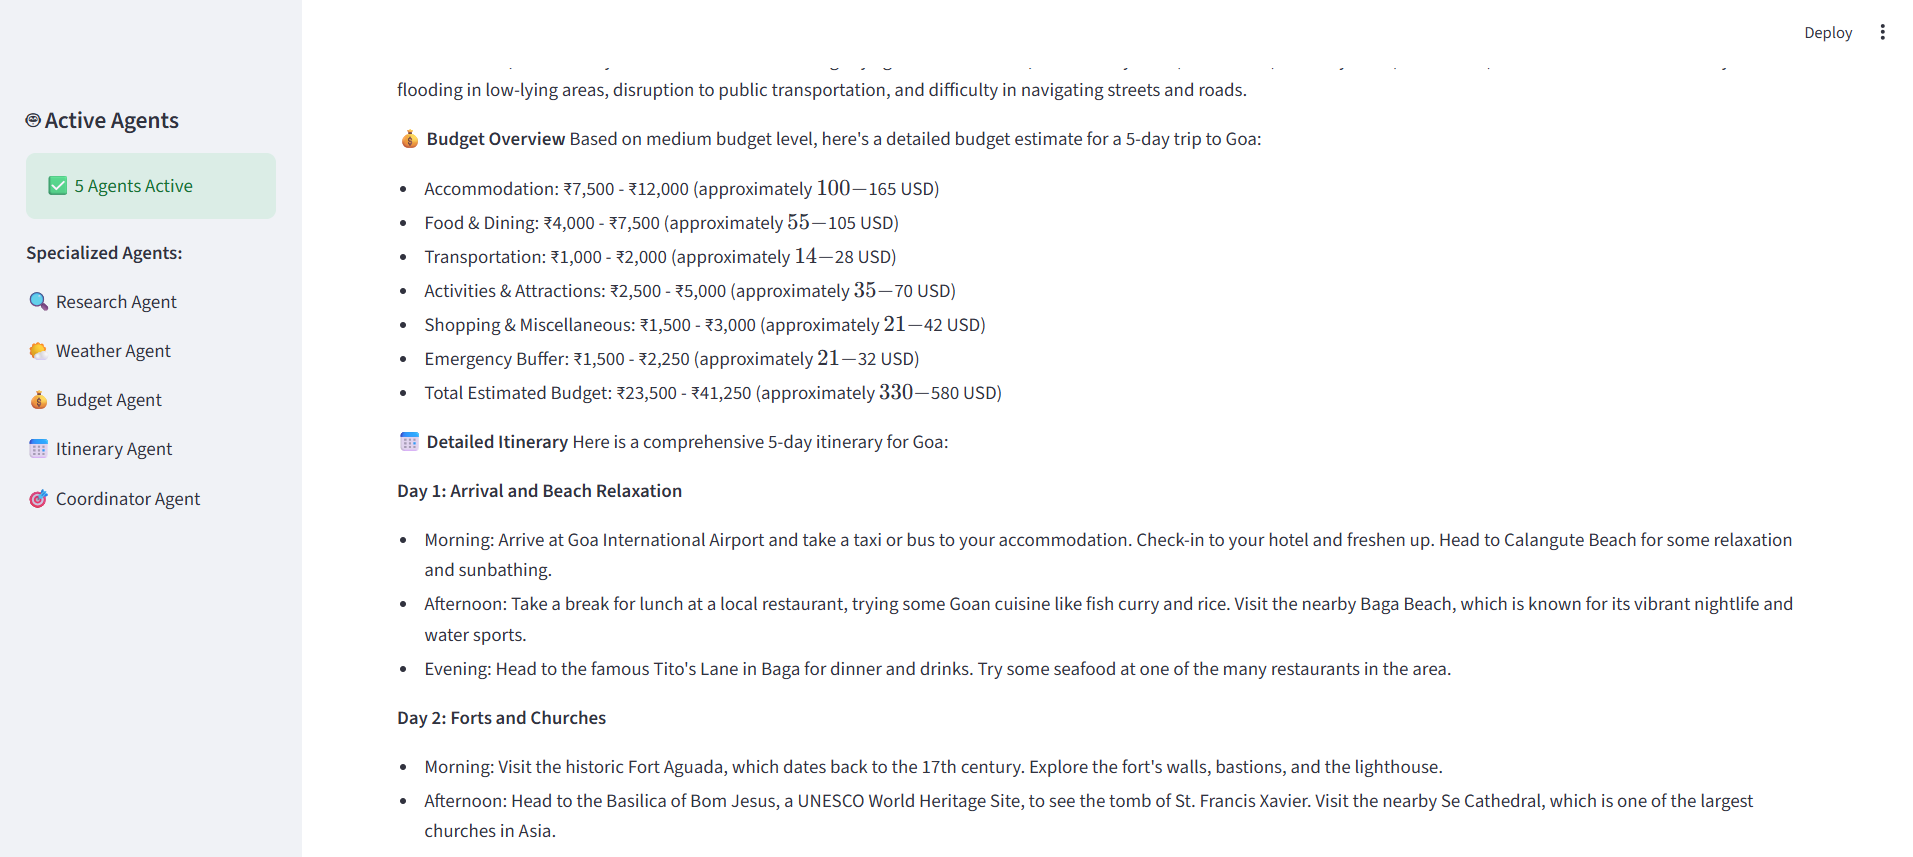 Deploy
Active Agents
5 Agents Active
Specialized Agents:
Research Agent
Weather Agent
Budget Agent
Itinerary Agent
Coordinator Agent
flooding in low-lying areas, disruption to public transportation, and difficulty in navigating streets and roads.
Budget Overview Based on medium budget level, here's a detailed budget estimate for a 5-day trip to Goa:
• Accommodation: ₹7,500 - ₹12,000 (approximately 100−165 USD)
• Food & Dining: ₹4,000 - ₹7,500 (approximately 55−105 USD)
• Transportation: ₹1,000 - ₹2,000 (approximately 14−28 USD)
• Activities & Attractions: ₹2,500 - ₹5,000 (approximately 35−70 USD)
• Shopping & Miscellaneous: ₹1,500 - ₹3,000 (approximately 21−42 USD)
• Emergency Buffer: ₹1,500 - ₹2,250 (approximately 21−32 USD)
• Total Estimated Budget: ₹23,500 - ₹41,250 (approximately 330−580 USD)
Detailed Itinerary Here is a comprehensive 5-day itinerary for Goa:
Day 1: Arrival and Beach Relaxation
• Morning: Arrive at Goa International Airport and take a taxi or bus to your accommodation. Check-in to your hotel and freshen up. Head to Calangute Beach for some relaxation
and sunbathing.
• Afternoon: Take a break for lunch at a local restaurant, trying some Goan cuisine like fish curry and rice. Visit the nearby Baga Beach, which is known for its vibrant nightlife and
water sports.
• Evening: Head to the famous Tito's Lane in Baga for dinner and drinks. Try some seafood at one of the many restaurants in the area.
Day 2: Forts and Churches
• Morning: Visit the historic Fort Aguada, which dates back to the 17th century. Explore the fort's walls, bastions, and the lighthouse.
• Afternoon: Head to the Basilica of Bom Jesus, a UNESCO World Heritage Site, to see the tomb of St. Francis Xavier. Visit the nearby Se Cathedral, which is one of the largest
churches in Asia.